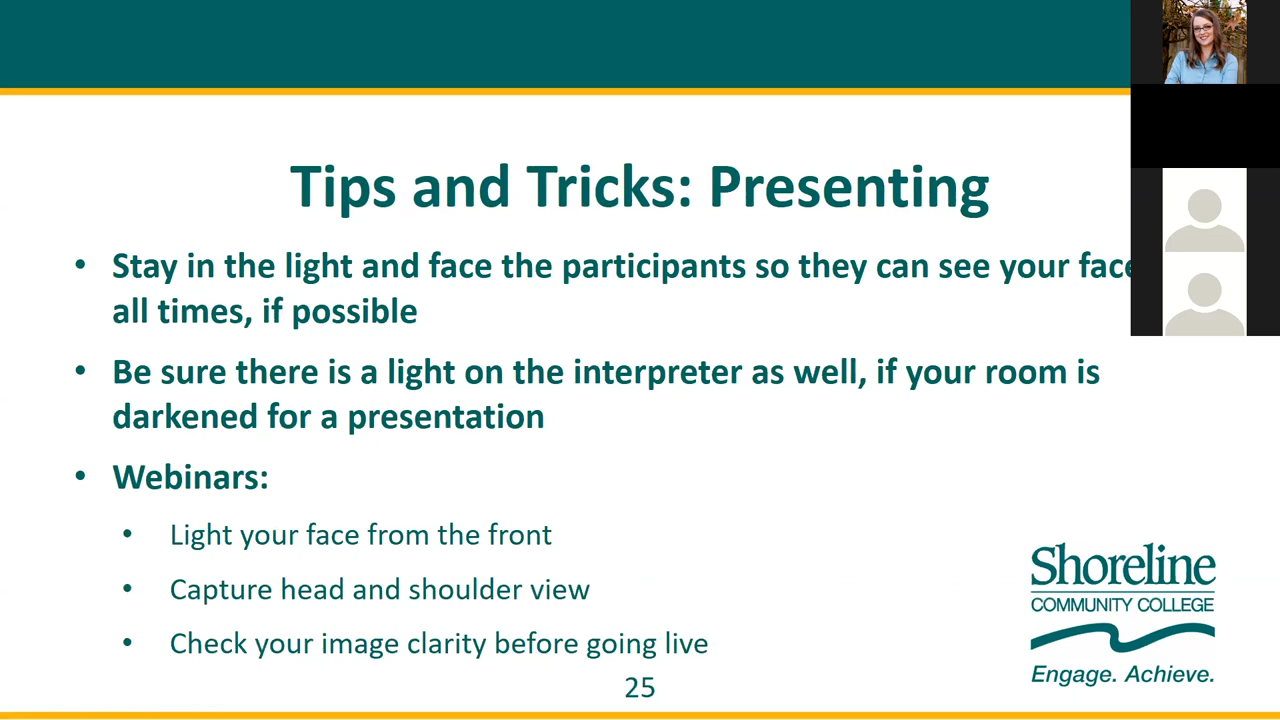 Tips and Tricks: Presenting
• Stay in the light and face the participants so they can see your face
all times, if possible
• Be sure there is a light on the interpreter as well, if your room is
darkened for a presentation
• Webinars:
• Light your face from the front
• Capture head and shoulder view
• Check your image clarity before going live
25
Shoreline
COMMUNITY COLLEGE
Engage. Achieve.